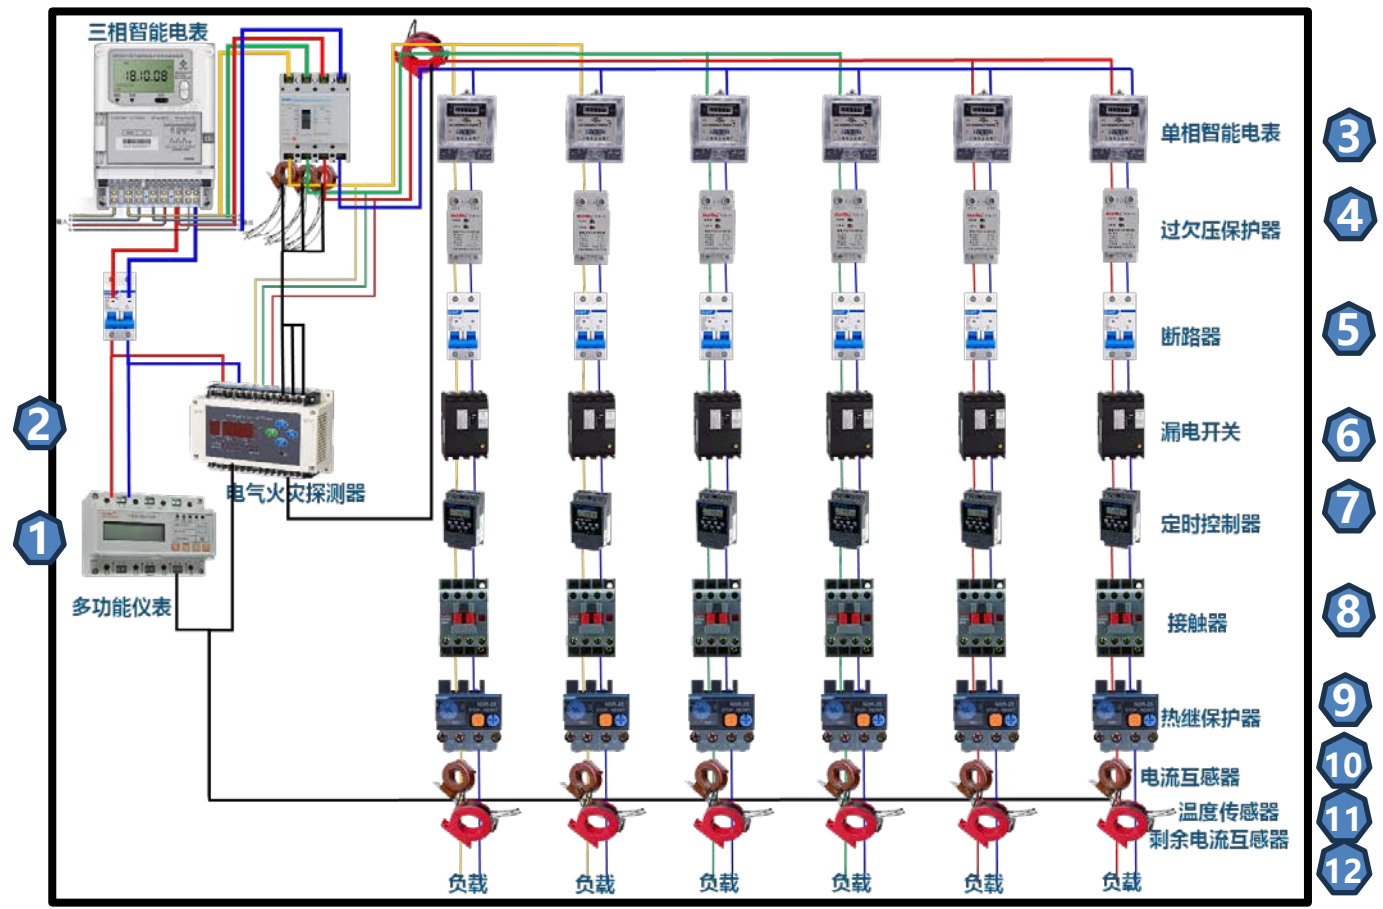 三相智能电表
18.10.08
单相智能电表
3
过欠压保护器
4
断路器
5
2
漏电开关
6
电气火灾探测器
7
定时控制器
1
多功能仪表
接触器
8
热继保护器
9
电流互感器
10
温度传感器
11
剩余电流互感器
12
负载 负载 负载 负载 负载 负载